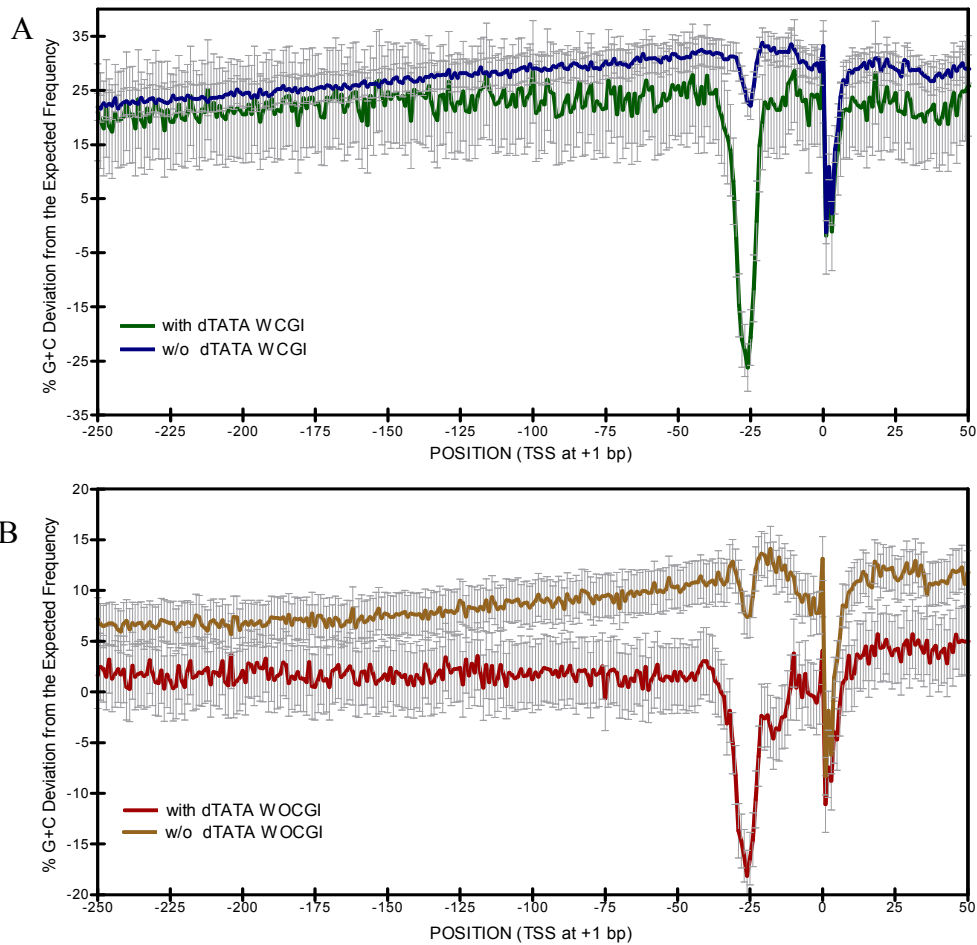 A
% G+C Deviation from the Expected Frequency
35
25
15
5
-5
-15
-25
-35
with dTATA WCGI
w/o dTATA WCGI
-250 -225 -200 -175 -150 -125 -100 -75 -50 -25 0 25 50
POSITION (TSS at +1 bp)
B
% G+C Deviation from the Expected Frequency
20
15
10
5
0
-5
-10
-15
-20
with dTATA WOCGI
w/o dTATA WOCGI
-250 -225 -200 -175 -150 -125 -100 -75 -50 -25 0 25 50
POSITION (TSS at +1 bp)